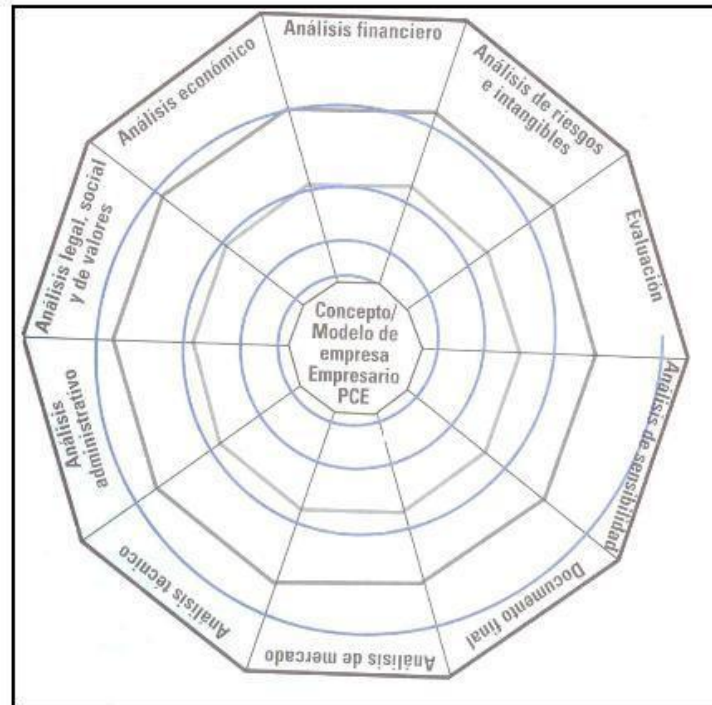 Análisis financiero
Análisis de riesgos
e intangibles
Evaluación
Análisis de sensibilidad
Documento final
Análisis de mercado
Análisis técnico
Análisis
administrativo
Análisis legal, social
y de valores
Análisis económico
Concepto/
Modelo de
empresa
Empresario
PCE